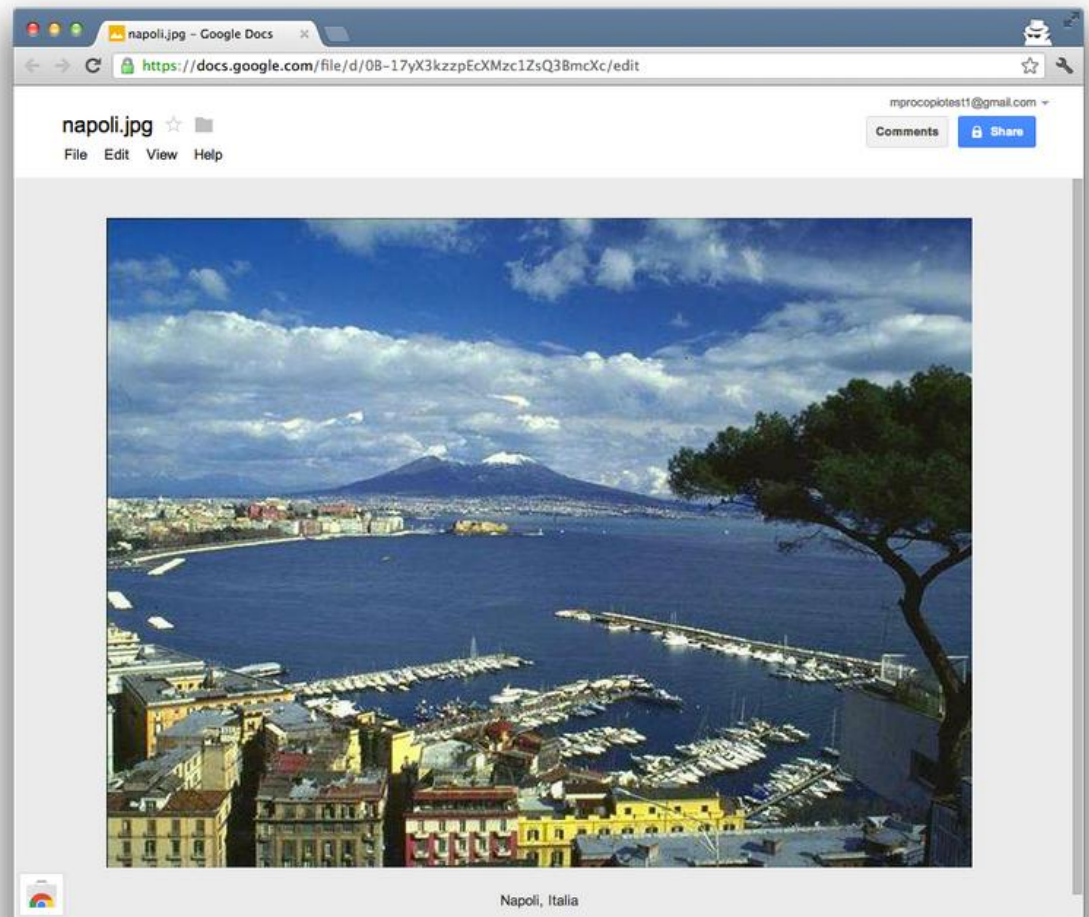 napoli.jpg - Google Docs
https://docs.google.com/file/d/0B-17yX3kzzpEcXMzc1ZsQ3BmcXc/edit
mprocopiotest1@gmail.com
napoli.jpg
Comments
Share
File Edit View Help
Napoli, Italia